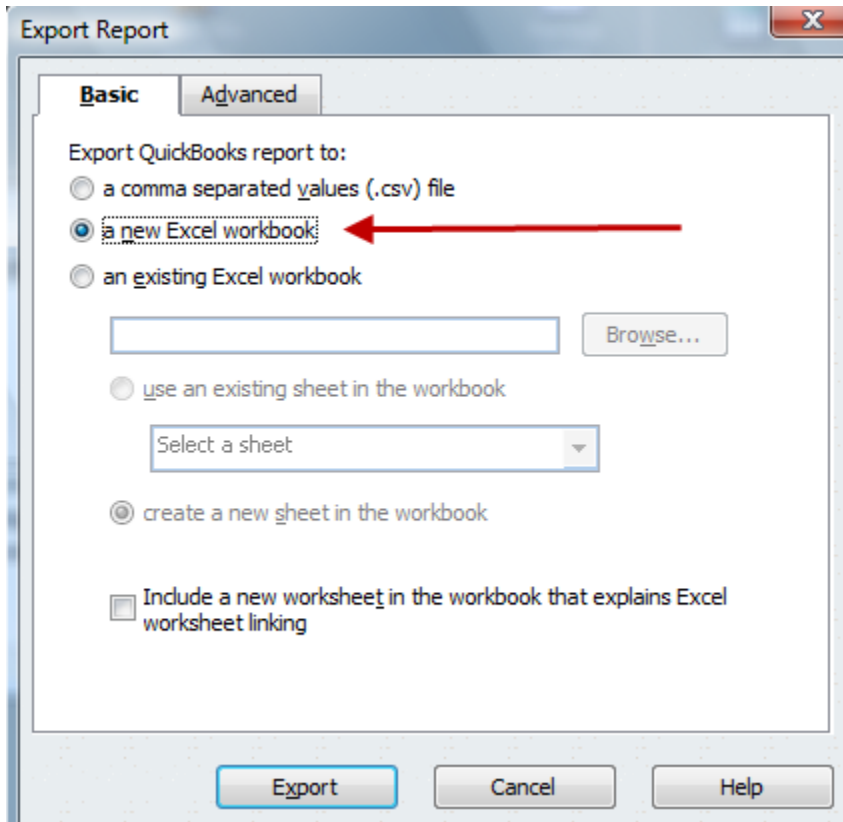 Export Report
Basic Advanced
Export QuickBooks report to:
a comma separated values (.csv) file
a new Excel workbook
an existing Excel workbook
Browse...
use an existing sheet in the workbook
Select a sheet
create a new sheet in the workbook
Include a new worksheet in the workbook that explains Excel
worksheet linking
Export Cancel Help